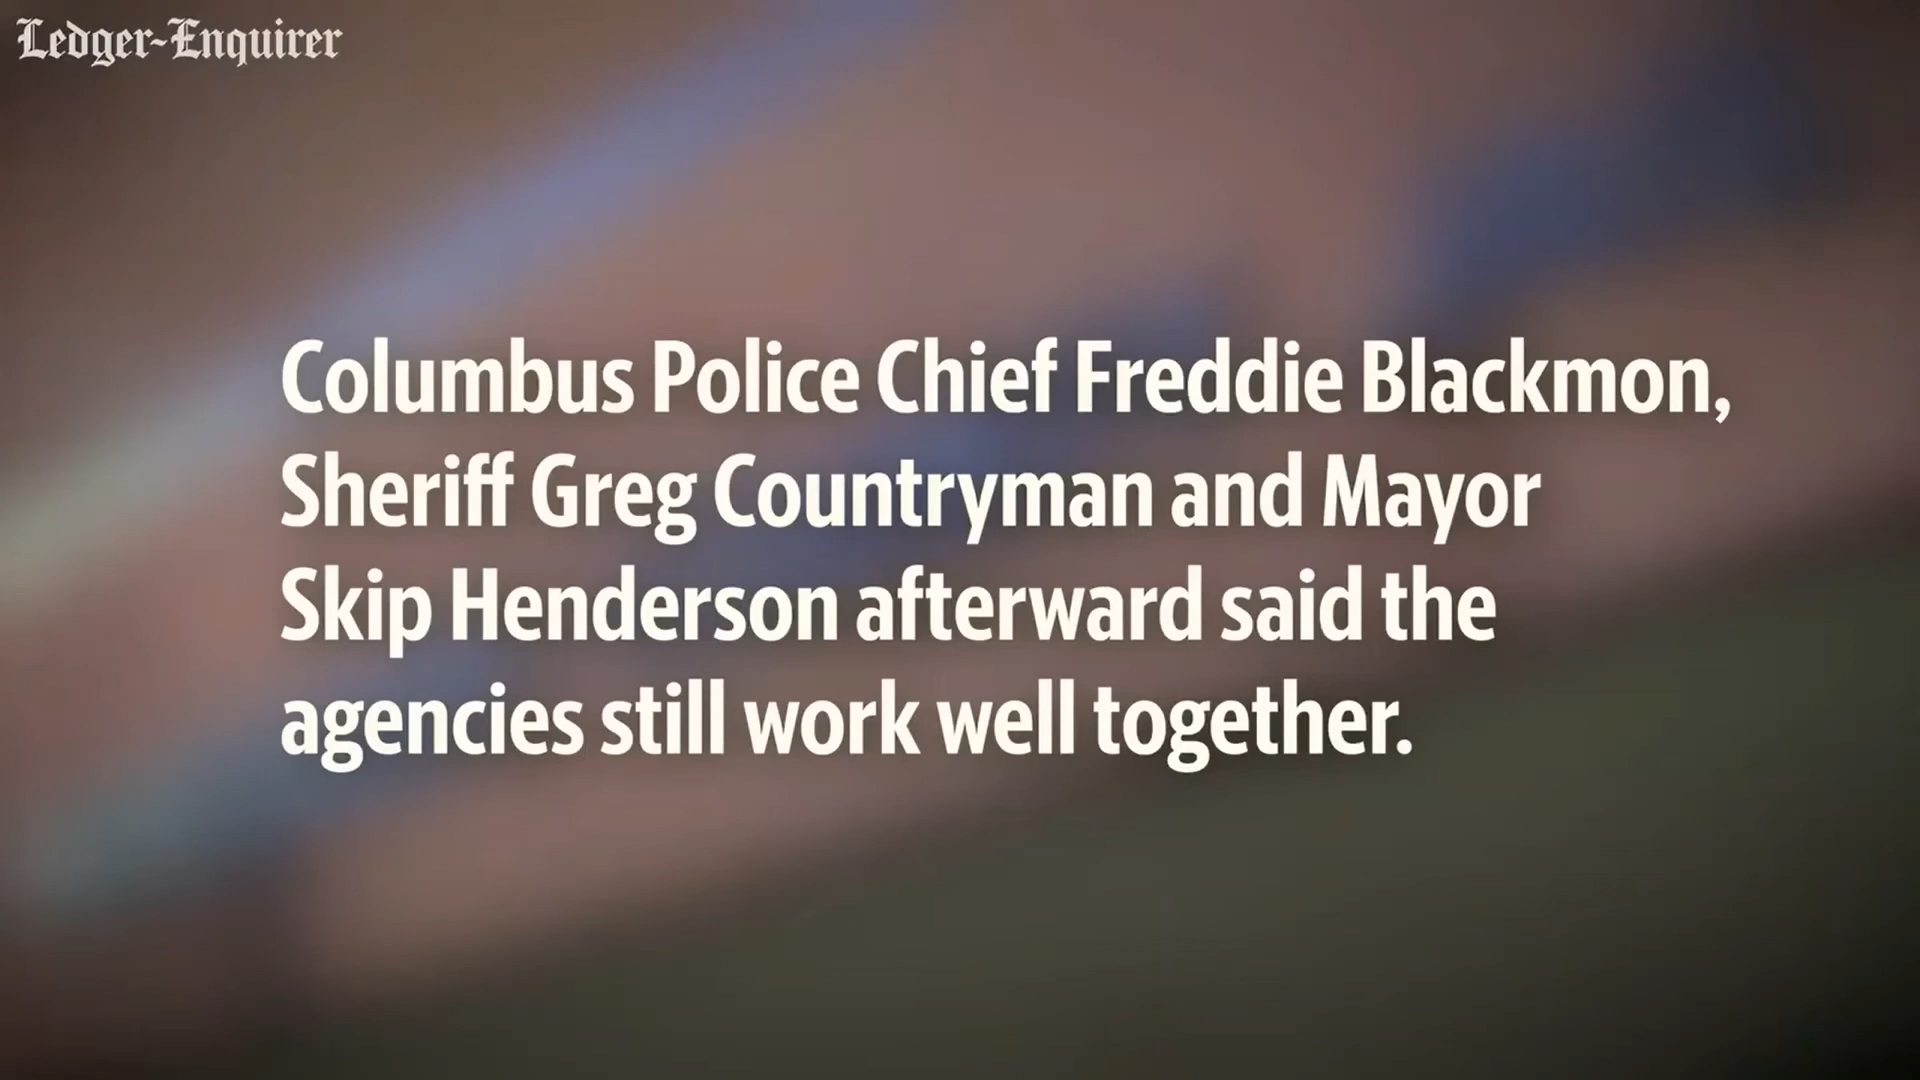 Ledger-Enquirer
Columbus Police Chief Freddie Blackmon,
Sheriff Greg Countryman and Mayor
Skip Henderson afterward said the
agencies still work well together.